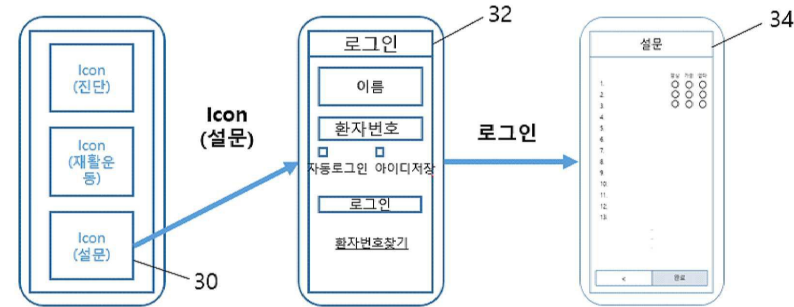 Icon
(진단)
Icon
(재활운
동)
Icon
(설문)
30
Icon
(설문)
로그인
32
이름
환자번호
자동로그인 아이디저장
로그인
환자번호찾기
로그인
설문
34
1.
2.
3.
4.
5.
6.
7.
8.
9.
10.
11.
12.
13.
<
완료